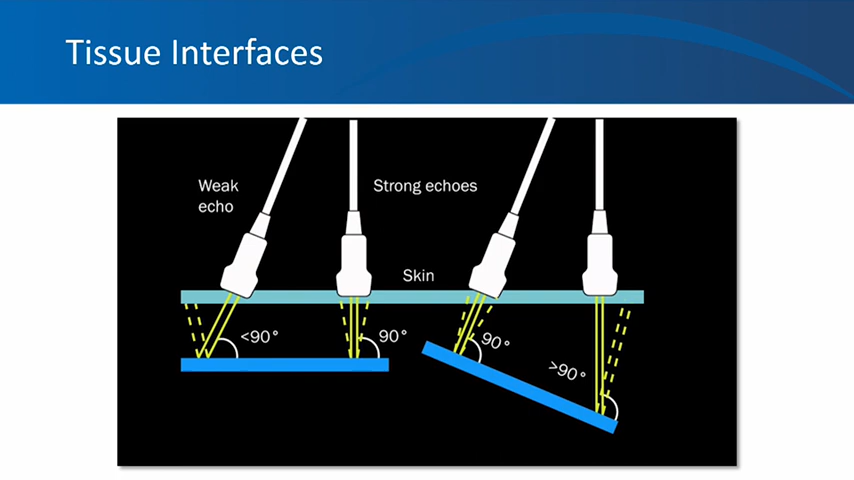 Tissue Interfaces
Weak
echo
Strong echoes
Skin
<90°
90°
90°
>90°